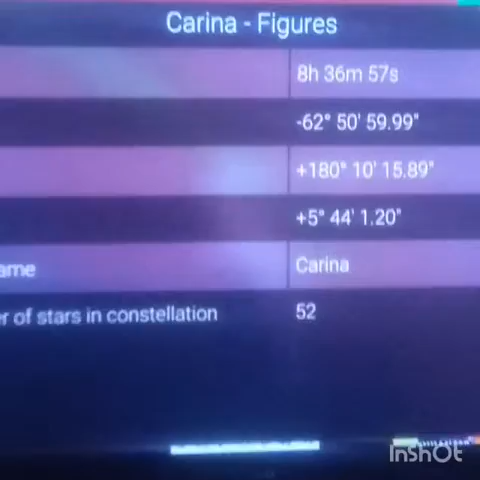 Carina - Figures
8h 36m 57s
-62° 50' 59.99"
+180° 10' 15.89"
+5° 44' 1.20"
ame Carina
r of stars in constellation 52
InShOt